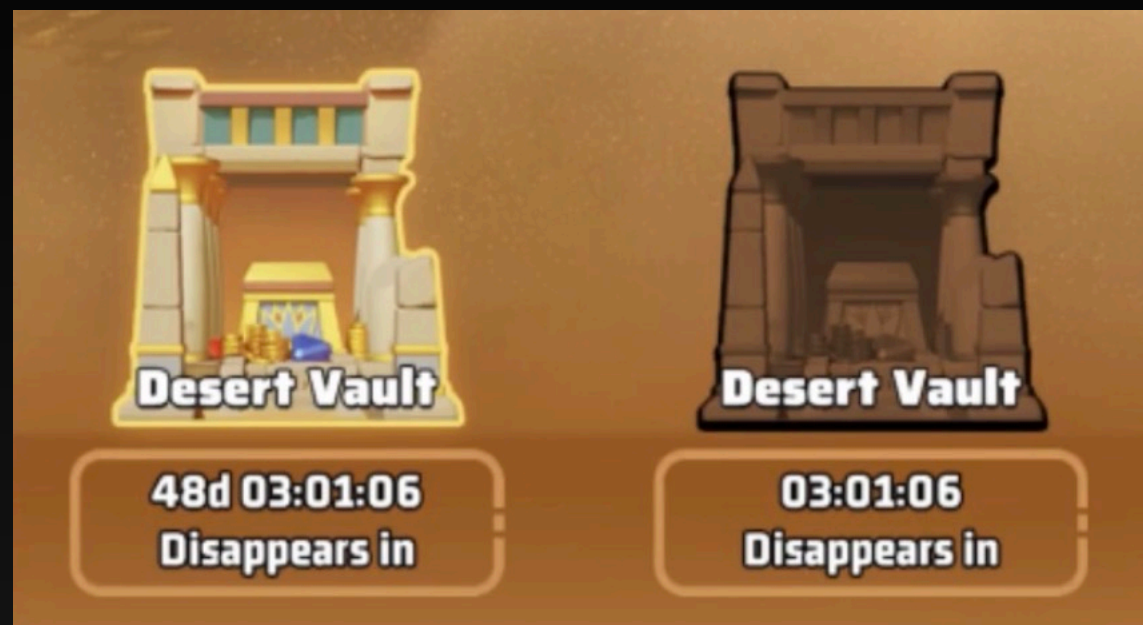 Desert Vault
48d 03:01:06
Disappears in
Desert Vault
03:01:06
Disappears in